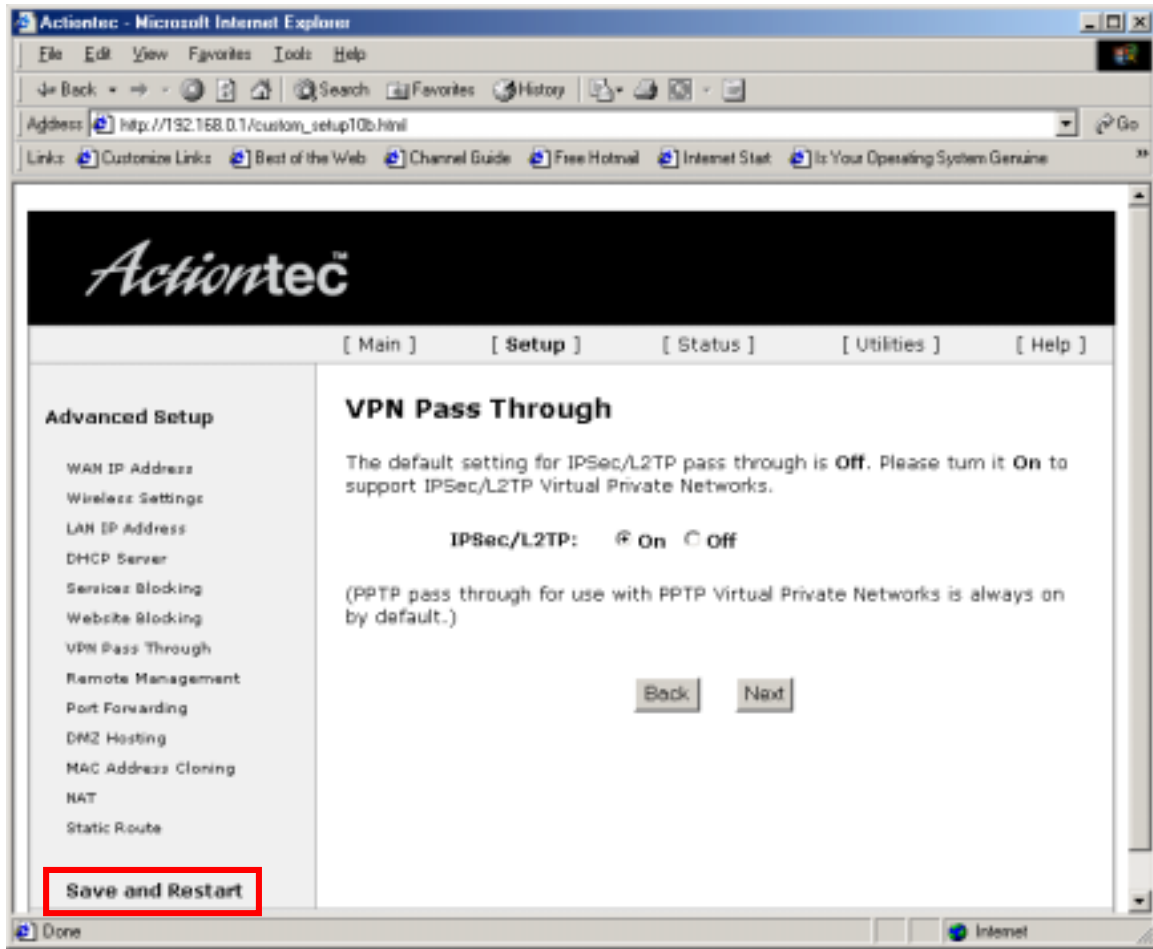 Actiontec - Microsoft Internet Explorer
File Edit View Favorites Tools Help
Back Search Favorites History
Address http://192.168.0.1/custom_setup10b.html Go
Links Customize Links Best of the Web Channel Guide Free Hotmail Internet Start Is Your Operating System Genuine
Actiontec™
[ Main ] [ Setup ] [ Status ] [ Utilities ] [ Help ]
Advanced Setup
WAN IP Address
Wireless Settings
LAN IP Address
DHCP Server
Services Blocking
Website Blocking
VPN Pass Through
Remote Management
Port Forwarding
DMZ Hosting
MAC Address Cloning
NAT
Static Route
Save and Restart
VPN Pass Through
The default setting for IPSec/L2TP pass through is Off. Please turn it On to
support IPSec/L2TP Virtual Private Networks.
IPSec/L2TP: On Off
(PPTP pass through for use with PPTP Virtual Private Networks is always on
by default.)
Back Next
Done Internet